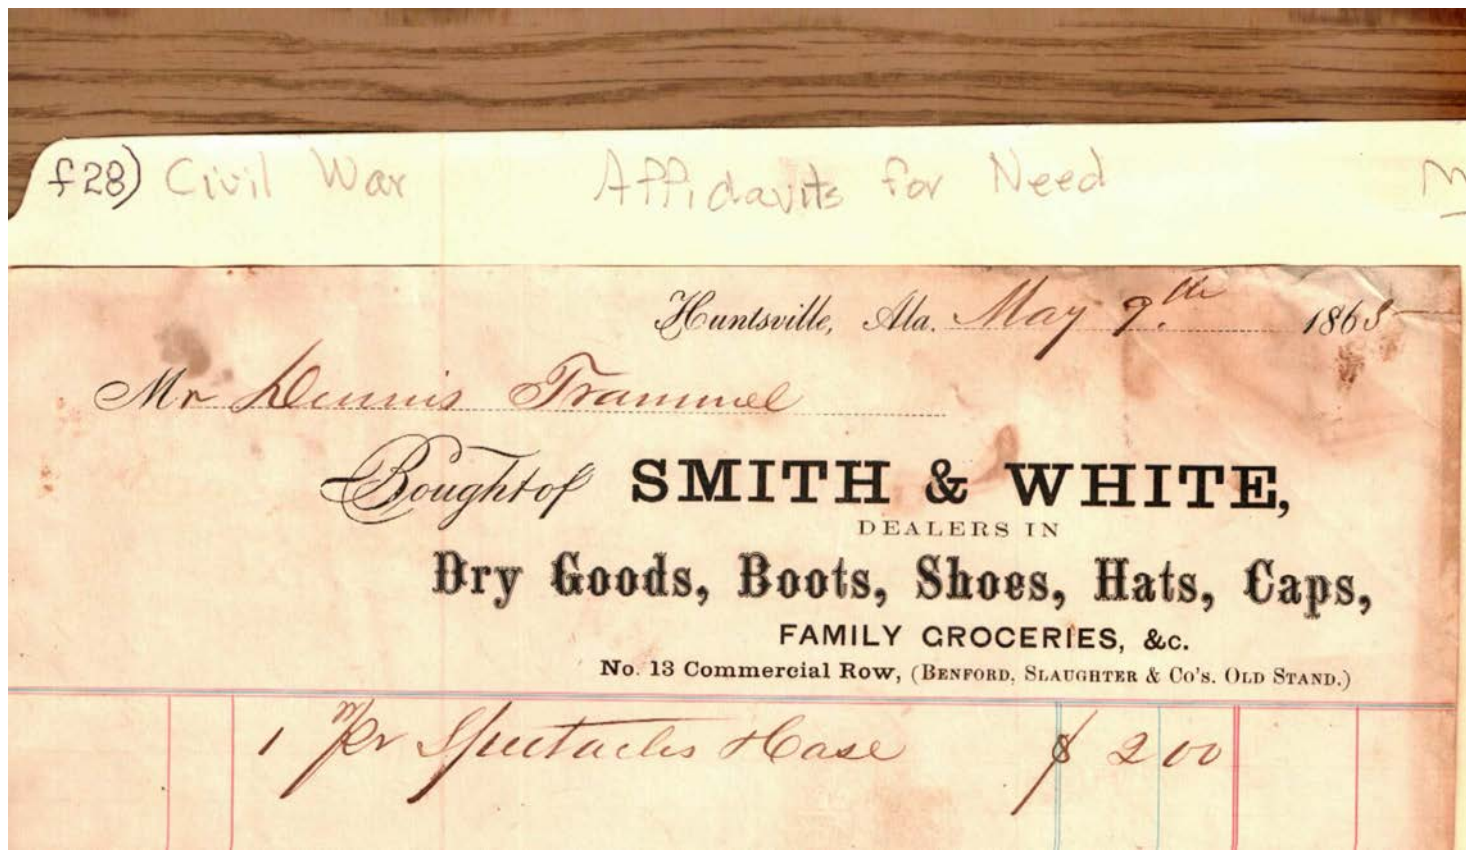 f28) Civil War Affidavits for Need
Huntsville, Ala. May 9th 1865
Mr Dennis Trammel
Bought of SMITH & WHITE,
DEALERS IN
Dry Goods, Boots, Shoes, Hats, Caps,
FAMILY GROCERIES, &c.
No. 13 Commercial Row, (BENFORD, SLAUGHTER & CO'S. OLD STAND.)
1 pr Spectacles & Case $ 2 00